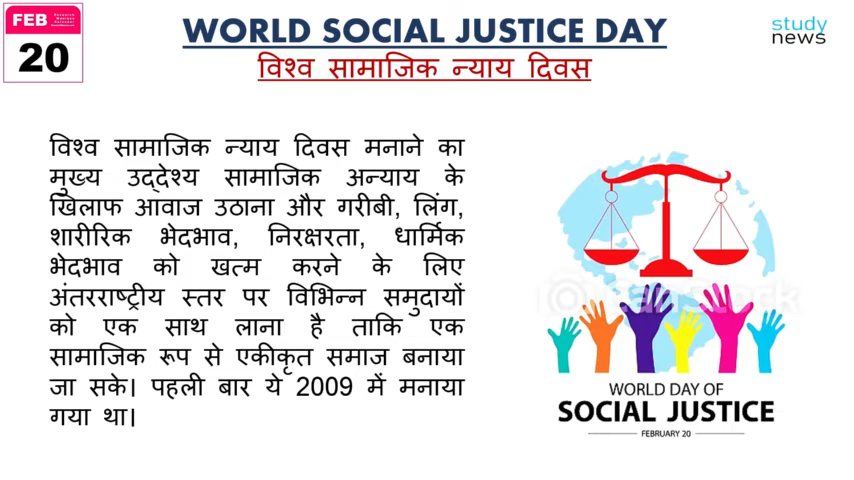 FEB
20
WORLD SOCIAL JUSTICE DAY
विश्व सामाजिक न्याय दिवस
study
news
विश्व सामाजिक न्याय दिवस मनाने का
मुख्य उद्देश्य सामाजिक अन्याय के
खिलाफ आवाज उठाना और गरीबी, लिंग,
शारीरिक भेदभाव, निरक्षरता, धार्मिक
भेदभाव को खत्म करने के लिए
अंतरराष्ट्रीय स्तर पर विभिन्न समुदायों
को एक साथ लाना है ताकि एक
सामाजिक रूप से एकीकृत समाज बनाया
जा सके। पहली बार ये 2009 में मनाया
गया था।
WORLD DAY OF
SOCIAL JUSTICE
FEBRUARY 20